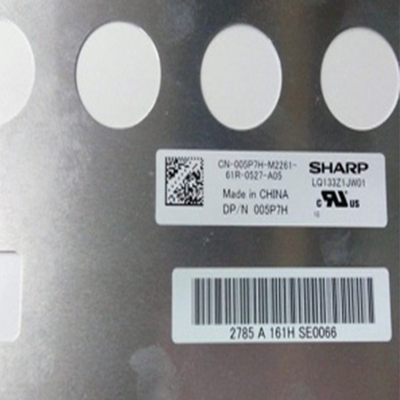 CN-005P7H-M2261-
61R-0527-A05
Made in CHINA
DP/N 005P7H
SHARP
LQ133Z1JW01
C US
2785 A 161H SE0066